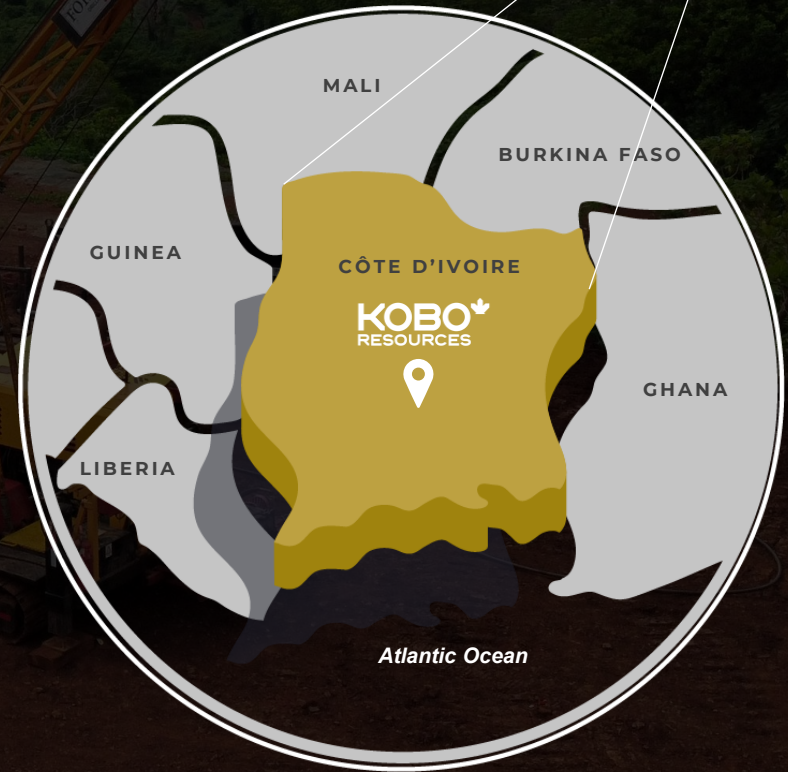 MALI
BURKINA FASO
GUINEA
CÔTE D’IVOIRE
KOBO
RESOURCES
GHANA
LIBERIA
Atlantic Ocean